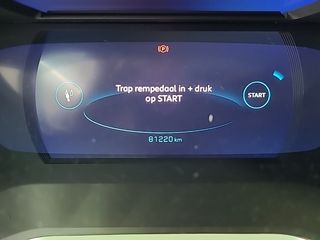 Trap rempedaal in + druk
op START
START
81220 km